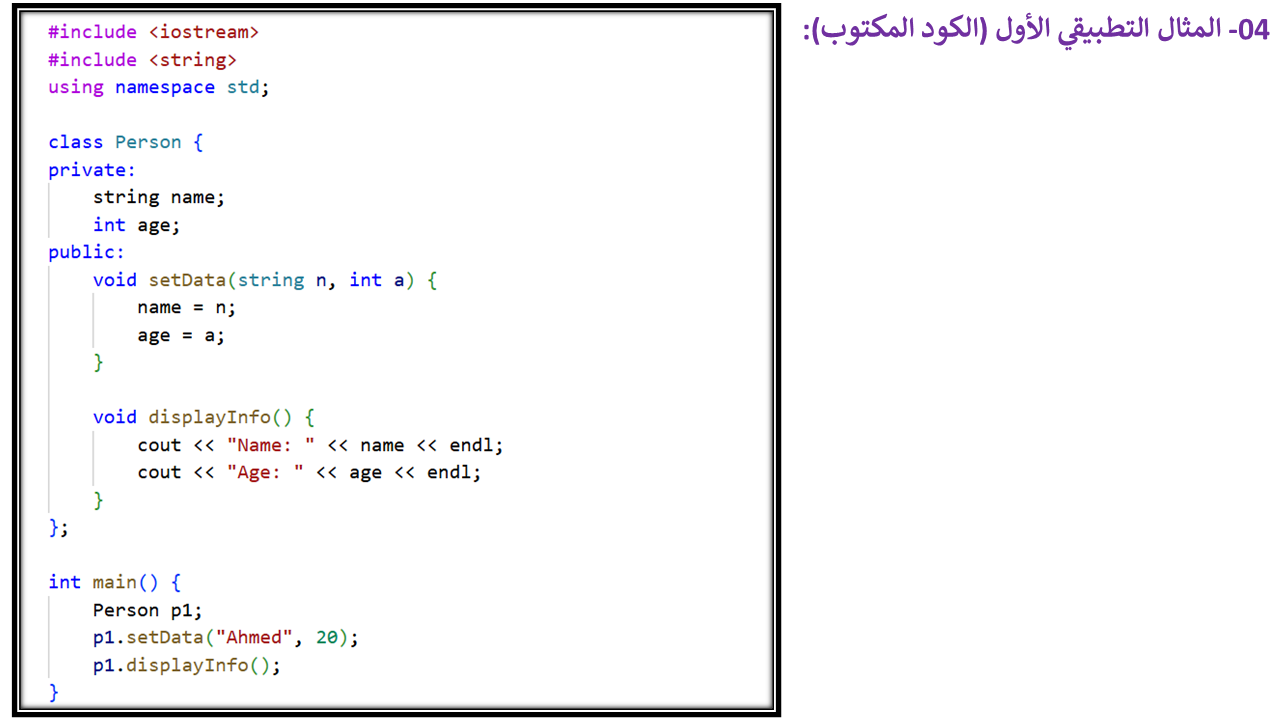 04- المثال التطبيقي الأول (الكود المكتوب):
#include <iostream>
#include <string>
using namespace std;

class Person {
private:
    string name;
    int age;
public:
    void setData(string n, int a) {
        name = n;
        age = a;
    }

    void displayInfo() {
        cout << "Name: " << name << endl;
        cout << "Age: " << age << endl;
    }
};

int main() {
    Person p1;
    p1.setData("Ahmed", 20);
    p1.displayInfo();
}